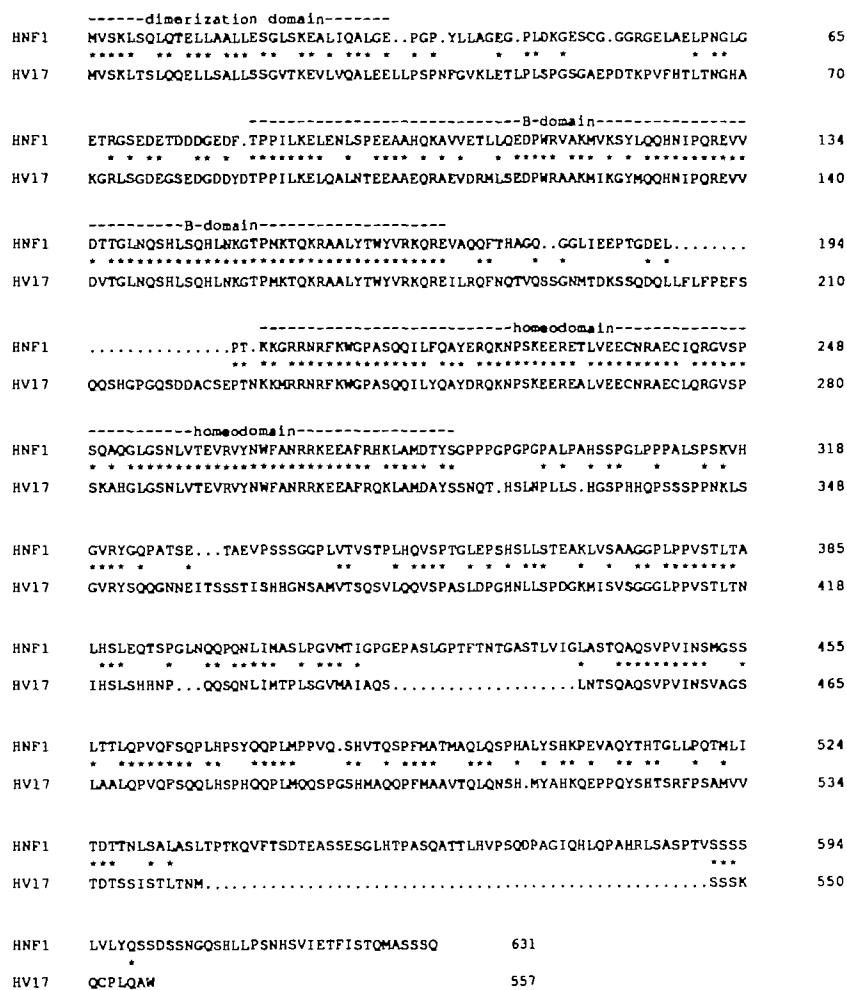 ------dimerization domain-------
HNF1 MVSKLSQLQTELLAALLESGLSKEALIQALGE..PGP.YLLAGEG.PLDKGESCG.GGRGELAELPNGLG 65
***** ** *** ** ** * *** * *** * * * * * *
HV17 MVSKLTSLQQELLSALLSSGVTKEVLVQALEELLPSPNFGVKLETLPLSPGSGAEPDTKPVFHTLTNGHA 70
-----------------------------B-domain----------------
HNF1 ETRGSEDETDDDGEDF.TPPILKELENLSPEEAAHQKAVVETLLQEDPWRVAKMVKSYLQQHNIPQREVV 134
HV17 KGRLSGDEGSEDGDDYDTPPILKELQALNTEEAAEQRAEVDRMLSEDPWRAAKMIKGYMQQHNIPQREVV 140
----------B-domain--------------------
HNF1 DTTGLNQSHLSQHLNKGTPMKTQKRAALYTWYVRKQREVAQQFTHAGQ..GGLIEEPTGDEL........ 194
HV17 DVTGLNQSHLSQHLNKGTPMKTQKRAALYTWYVRKQREILRQFNQTVQSSGNMTDKSSQDQLLFLFPEFS 210
---------------------------homeodomain--------------
HNF1 ...............PT.KKGRRNRFKWGPASQQILFQAYERQKNPSKEERETLVEECNRAECIQRGVSP 248
HV17 QQSHGPGQSDDACSEPTNKKMRRNRFKWGPASQQILYQAYDRQKNPSKEEREALVEECNRAECLQRGVSP 280
-----------homeodomain-----------------
HNF1 SQAQGLGSNLVTEVRVYNWFANRRKEEAFRHKLAMDTYSGPPPGPGPGPALPAHSSPGLPPPALSPSKVH 318
HV17 SKAHGLGSNLVTEVRVYNWFANRRKEEAFRQKLAMDAYSSNQT.HSLNPLLS.HGSPHHQPSSSPPNKLS 348
HNF1 GVRYGQPATSE...TAEVPSSSGGPLVTVSTPLHQVSPTGLEPSHSLLSTEAKLVSAAGGPLPPVSTLTA 385
HV17 GVRYSQQGNNEITSSSTISHHGNSAMVTSQSVLQQVSPASLDPGHNLLSPDGKMISVSGGGLPPVSTLTN 418
HNF1 LHSLEQTSPGLNQQPQNLIMASLPGVMTIGPGEPASLGPTFTNTGASTLVIGLASTQAQSVPVINSMGSS 455
HV17 IHSLSHHNP...QQSQNLIMTPLSGVMAIAQS....................LNTSQAQSVPVINSVAGS 465
HNF1 LTTLQPVQFSQPLHPSYQQPLMPPVQ.SHVTQSPFMATMAQLQSPHALYSHKPEVAQYTHTGLLPQTMLI 524
HV17 LAALQPVQFSQQLHSPHQQPLMQQSPGSHMAQQPFMAAVTQLQNSH.MYAHKQEPPQYSHTSRFPSAMVV 534
HNF1 TDTTNLSALASLTPTKQVFTSDTEASSESGLHTPASQATTLHVPSQDPAGIQHLQPAHRLSASPTVSSSS 594
HV17 TDTSSISTLTNM......................................................SSSK 550
HNF1 LVLYQSSDSSNGQSHLLPSNHSVIETFISTQMASSSQ 631
*
HV17 QCPLQAW 557